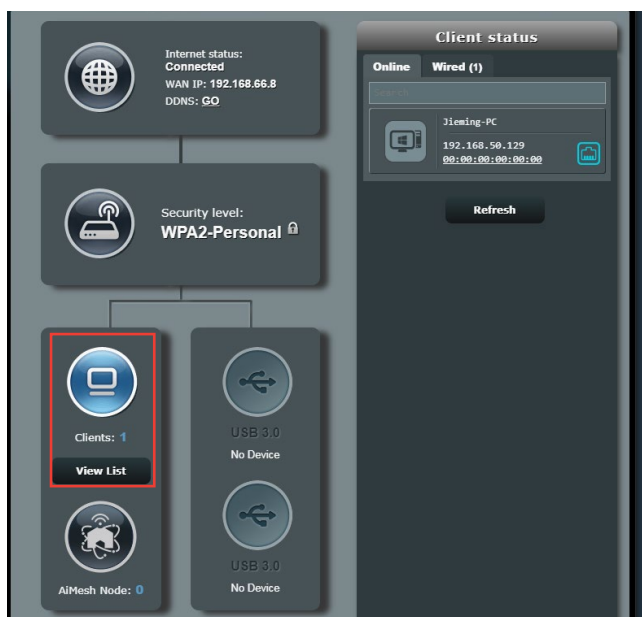 Internet status:
Connected
WAN IP: 192.168.66.8
DDNS: GO
Security level:
WPA2-Personal
Clients: 1
View List
AiMesh Node: 0
USB 3.0
No Device
USB 3.0
No Device
Client status
Online Wired (1)
Search
Jieming-PC
192.168.50.129
00:00:00:00:00:00
Refresh